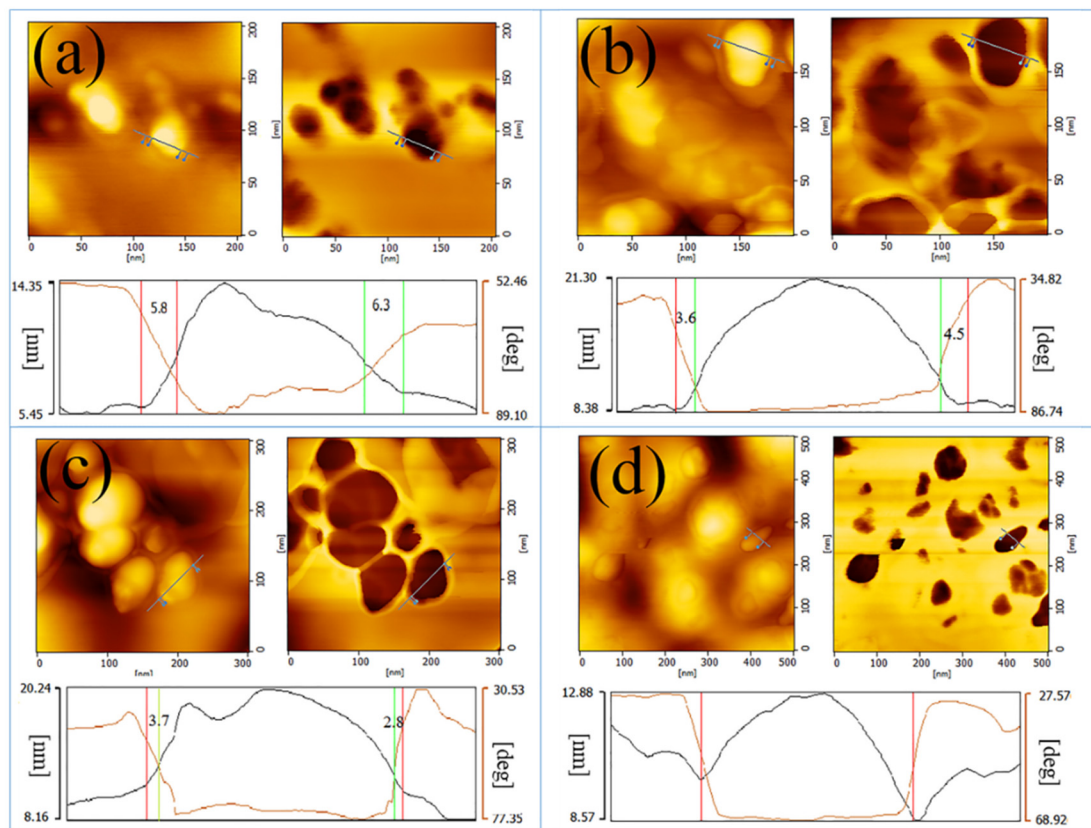 (a)
200
150
100
50
0
[nm]
0 50 100 150 200
[nm]
200
150
100
50
0
[nm]
0 50 100 150 200
[nm]
14.35
5.45
[nm]
5.8
6.3
52.46
89.10
[deg]
(b)
150
100
50
0
[nm]
0 50 100 150
[nm]
150
100
50
0
[nm]
0 50 100 150
[nm]
21.30
8.38
[nm]
3.6
4.5
34.82
86.74
[deg]
(c)
300
200
100
0
[nm]
0 100 200 300
[nm]
300
200
100
0
[nm]
0 100 200 300
[nm]
20.24
8.16
[nm]
3.7
2.8
30.53
77.35
[deg]
(d)
500
400
300
200
100
0
[nm]
0 100 200 300 400 500
[nm]
500
400
300
200
100
0
[nm]
0 100 200 300 400 500
[nm]
12.88
8.57
[nm]
27.57
68.92
[deg]